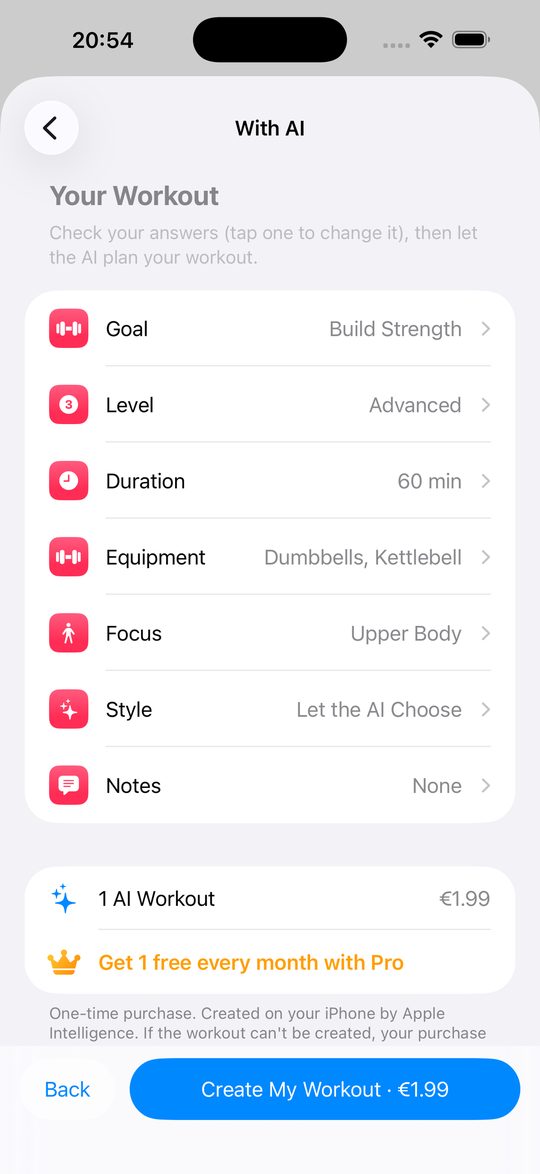 20:54
With AI
Your Workout
Check your answers (tap one to change it), then let
the AI plan your workout.
Goal Build Strength
3 Level Advanced
Duration 60 min
Equipment Dumbbells, Kettlebell
Focus Upper Body
Style Let the AI Choose
Notes None
1 AI Workout €1.99
Get 1 free every month with Pro
One-time purchase. Created on your iPhone by Apple
Intelligence. If the workout can't be created, your purchase
Back Create My Workout · €1.99